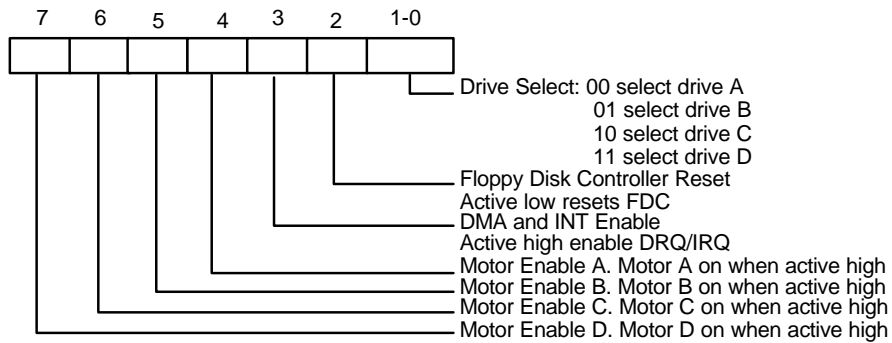 7 6 5 4 3 2 1-0
Drive Select: 00 select drive A
01 select drive B
10 select drive C
11 select drive D
Floppy Disk Controller Reset
Active low resets FDC
DMA and INT Enable
Active high enable DRQ/IRQ
Motor Enable A. Motor A on when active high
Motor Enable B. Motor B on when active high
Motor Enable C. Motor C on when active high
Motor Enable D. Motor D on when active high